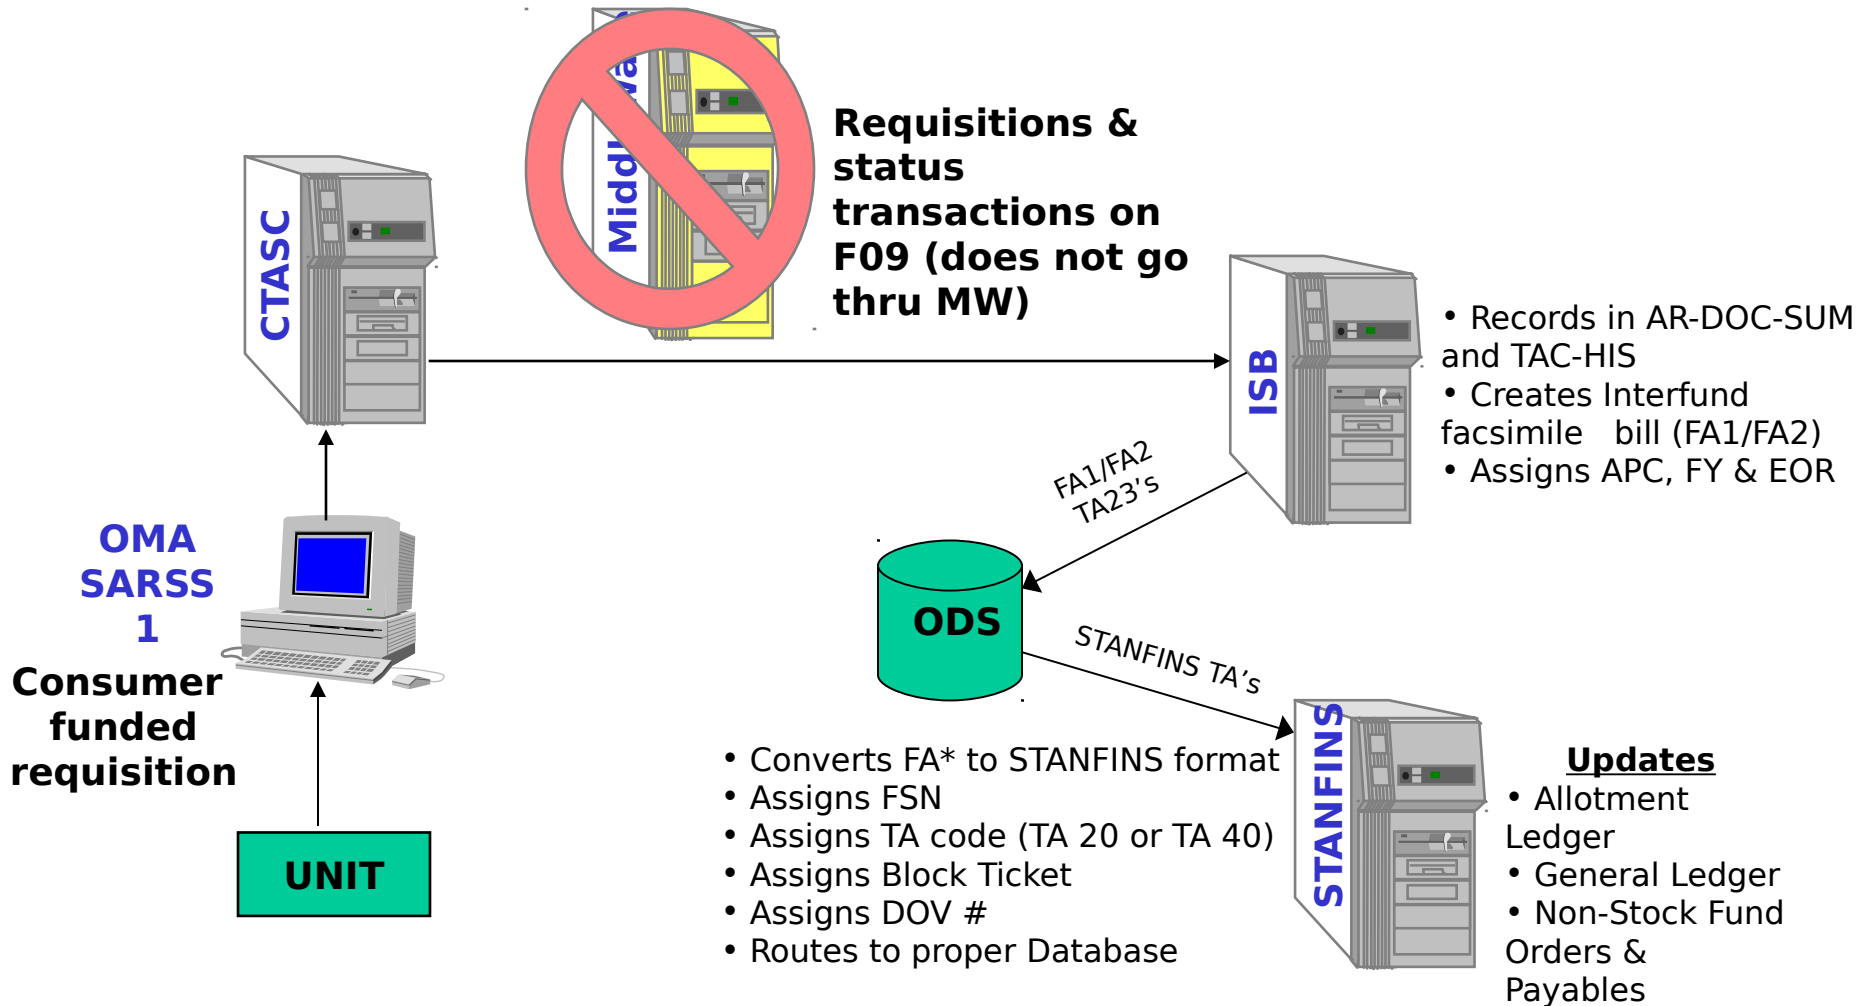 Requisitions &
status
transactions on
F09 (does not go
thru MW)
CTASC
ISB
• Records in AR-DOC-SUM
and TAC-HIS
• Creates Interfund
facsimile bill (FA1/FA2)
• Assigns APC, FY & EOR
FA1/FA2
TA23’s
OMA
SARSS
1
Consumer
funded
requisition
UNIT
ODS
STANFINS TA’s
• Converts FA* to STANFINS format
• Assigns FSN
• Assigns TA code (TA 20 or TA 40)
• Assigns Block Ticket
• Assigns DOV #
• Routes to proper Database
STANFINS
Updates
• Allotment
Ledger
• General Ledger
• Non-Stock Fund
Orders &
Payables